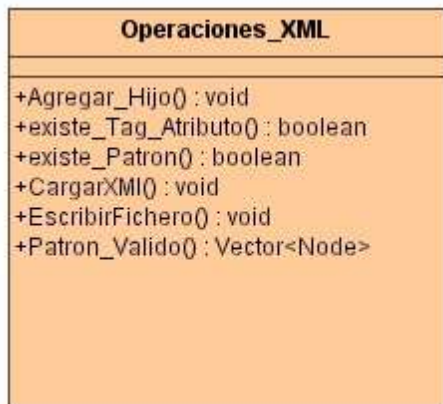 Operaciones_XML
+Agregar_Hijo() : void
+existe_Tag_Atributo() : boolean
+existe_Patron() : boolean
+CargarXMl() : void
+EscribirFichero() : void
+Patron_Valido() : Vector<Node>